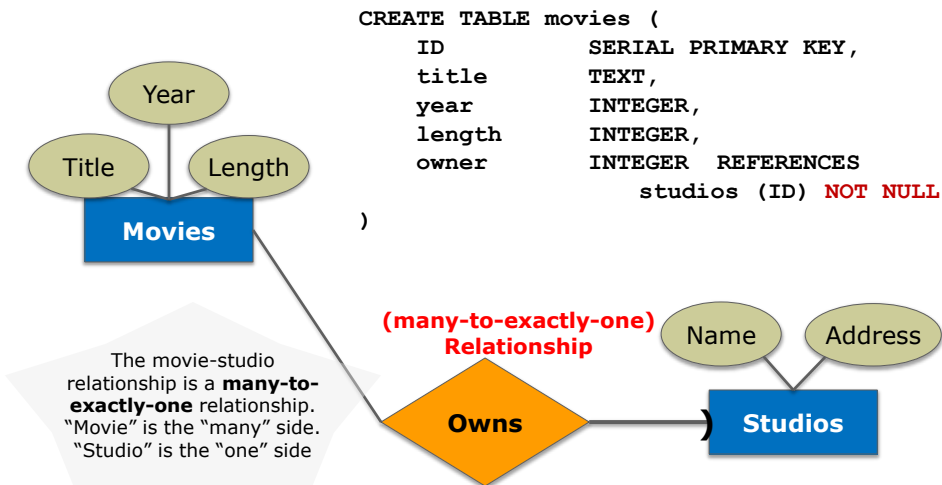 CREATE TABLE movies (
ID SERIAL PRIMARY KEY,
title TEXT,
year INTEGER,
length INTEGER,
owner INTEGER REFERENCES
studios (ID) NOT NULL
)
Year
Title
Length
Movies
The movie-studio
relationship is a many-to-
exactly-one relationship.
“Movie” is the “many” side.
“Studio” is the “one” side
(many-to-exactly-one)
Relationship
Owns
)
Name
Address
Studios